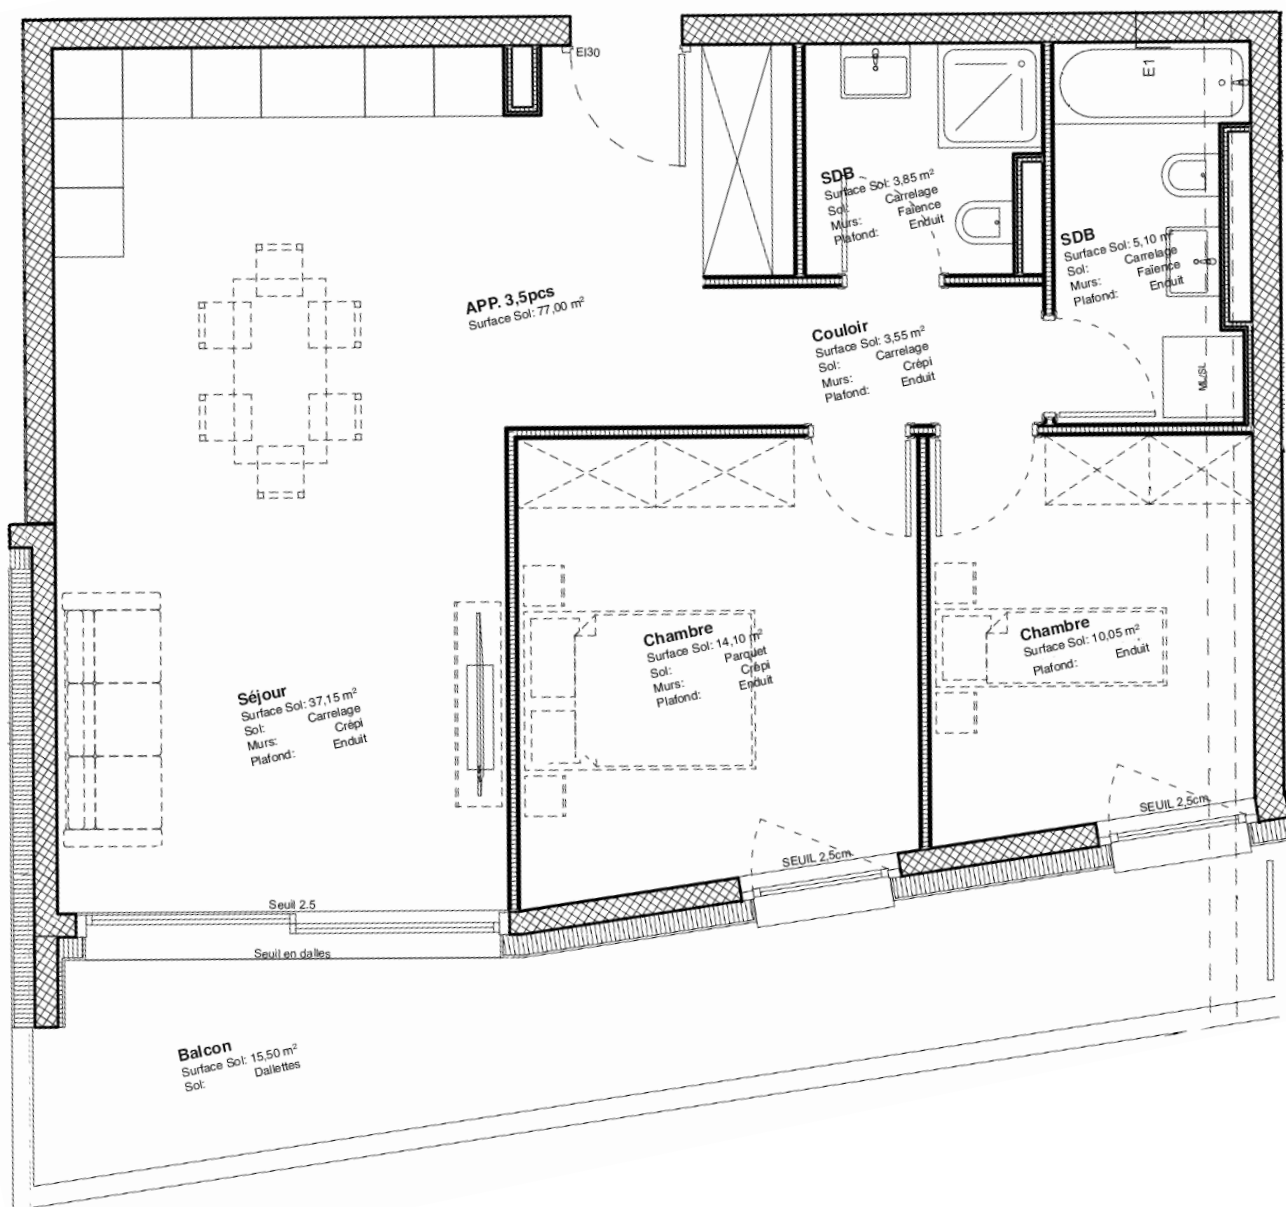 EI30
E1
SDB
Surface Sol: 3,85 m²
Sol: Carrelage
Murs: Faïence
Plafond: Enduit
SDB
Surface Sol: 5,10 m²
Sol: Carrelage
Murs: Faïence
Plafond: Enduit
APP. 3,5pcs
Surface Sol: 77,00 m²
Couloir
Surface Sol: 3,55 m²
Sol: Carrelage
Murs: Crêpi
Plafond: Enduit
ML/SL
Chambre
Surface Sol: 14,10 m²
Sol: Parquet
Murs: Crêpi
Plafond: Enduit
Chambre
Surface Sol: 10,05 m²
Plafond: Enduit
Séjour
Surface Sol: 37,15 m²
Sol: Carrelage
Murs: Crêpi
Plafond: Enduit
SEUIL 2,5cm
SEUIL 2,5cm
Seuil 2.5
Seuil en dalles
Balcon
Surface Sol: 15,50 m²
Sol: Dallettes